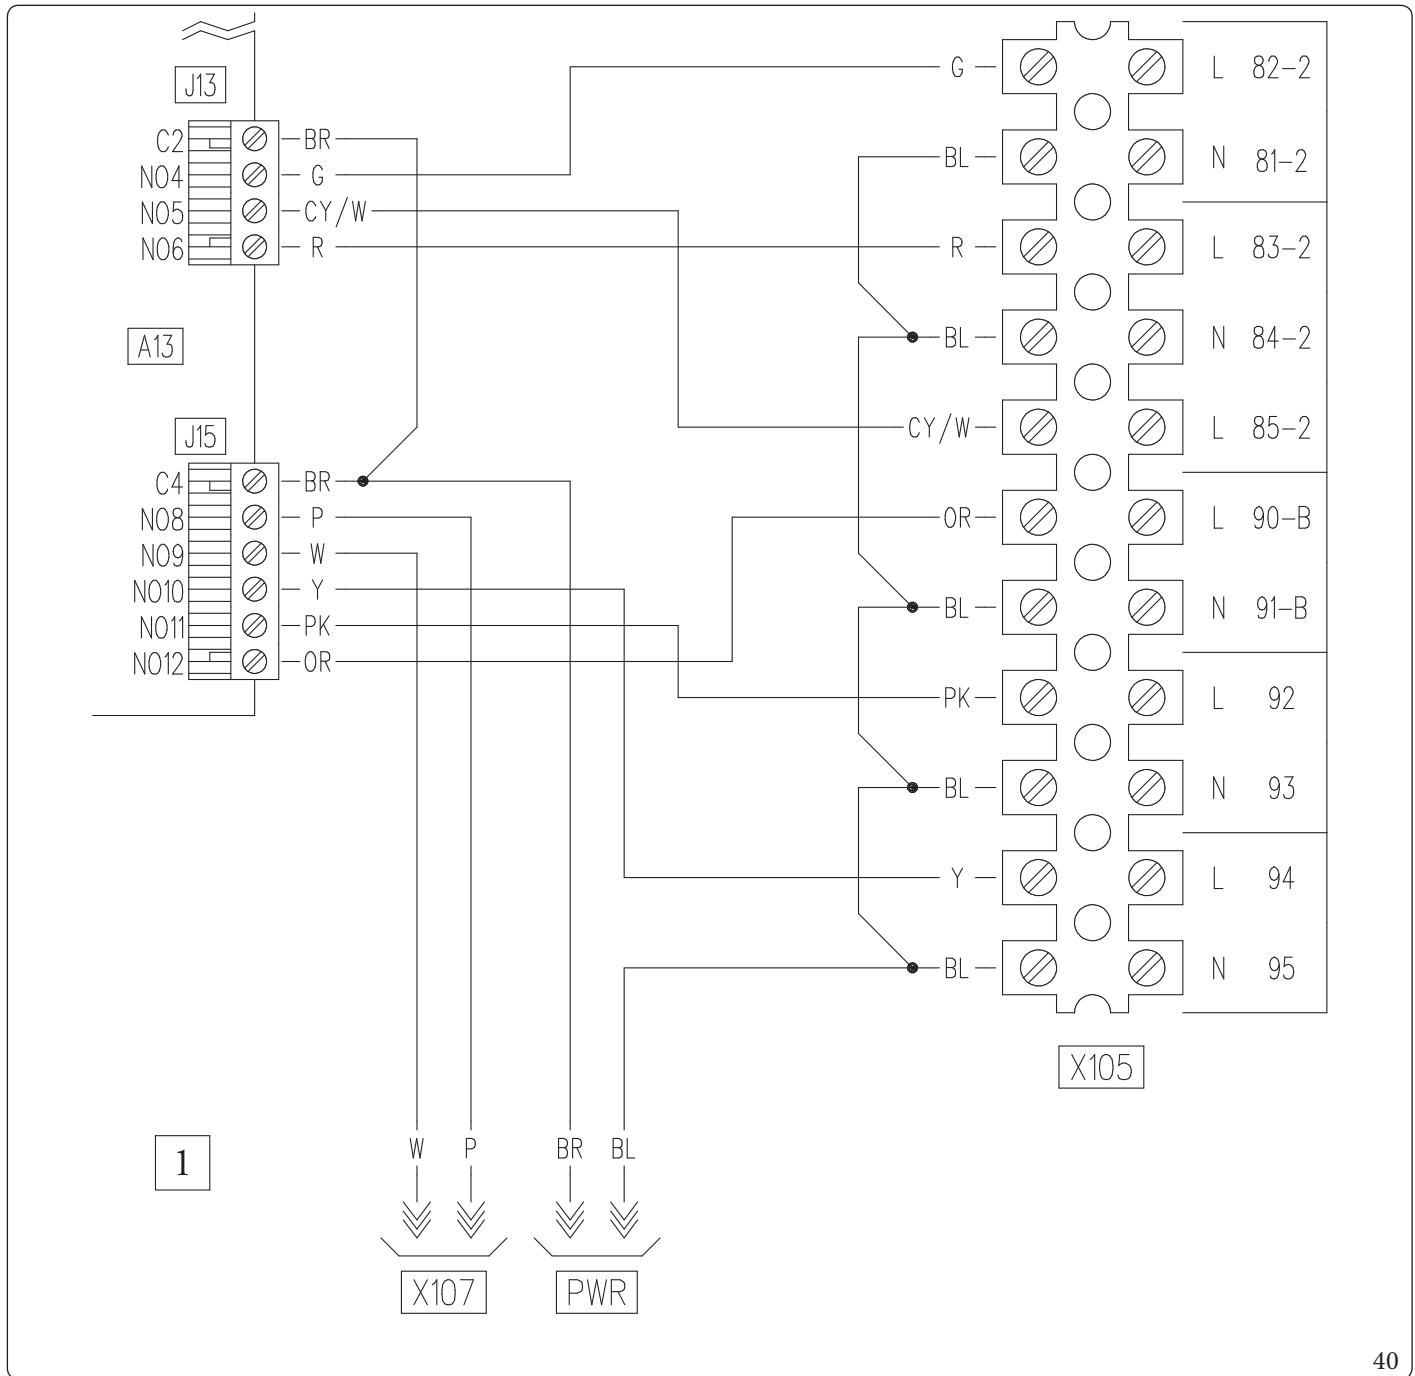 J13
G
L 82-2
C2 BR
BL
N 81-2
NO4 G
NO5 CY/W
NO6 R
R
L 83-2
A13
BL
N 84-2
J15
CY/W
L 85-2
C4 BR
NO8 P
OR
L 90-B
NO9 W
NO10 Y
BL
N 91-B
NO11 PK
NO12 OR
PK
L 92
BL
N 93
Y
L 94
BL
N 95
X105
1
W P BR BL
X107 PWR
40